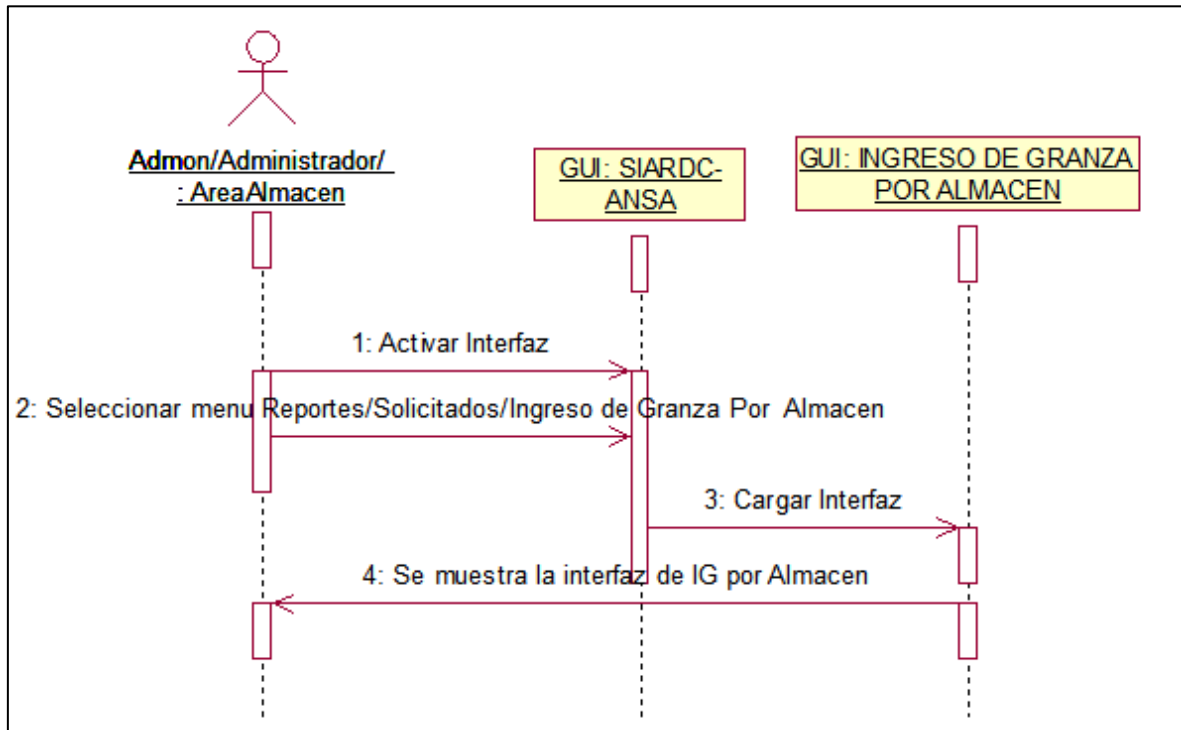 Admon/Administrador/
: AreaAlmacen
GUI: SIARDC-
ANSA
GUI: INGRESO DE GRANZA
POR ALMACEN
1: Activar Interfaz
2: Seleccionar menu Reportes/Solicitados/Ingreso de Granza Por Almacen
3: Cargar Interfaz
4: Se muestra la interfaz de IG por Almacen